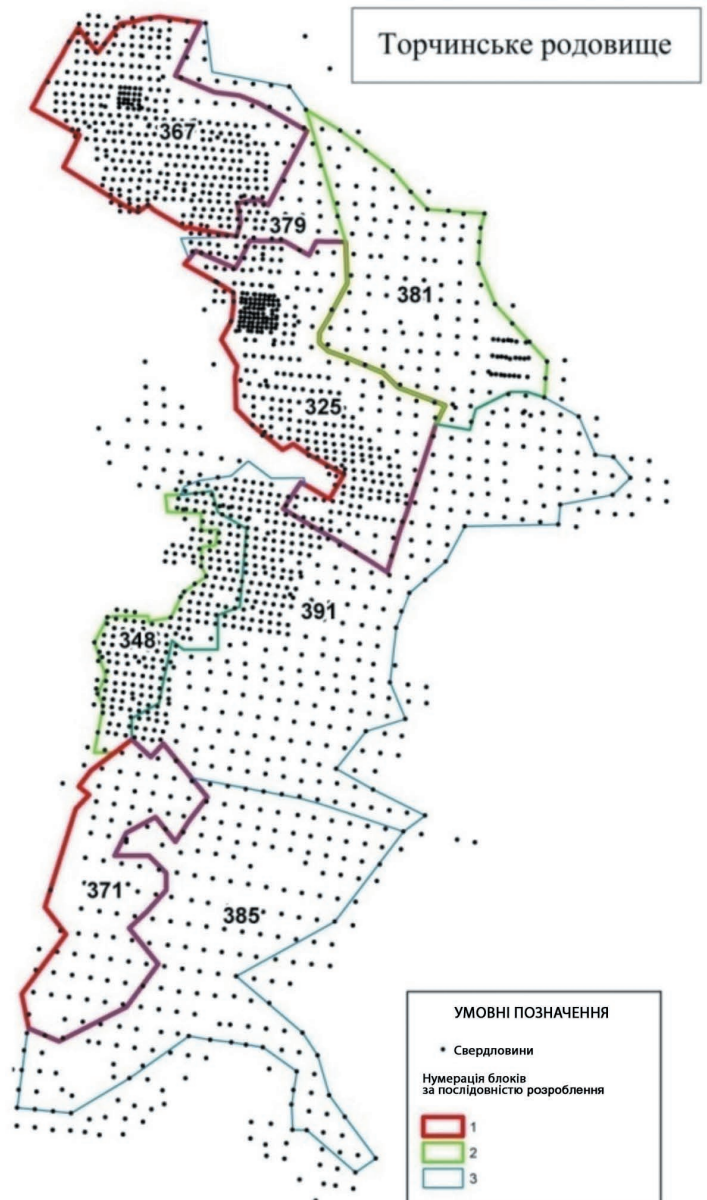 Торчинське родовище
367
379
381
325
391
348
371
385
УМОВНІ ПОЗНАЧЕННЯ
Свердловини
Нумерація блоків
за послідовністю розроблення
1
2
3